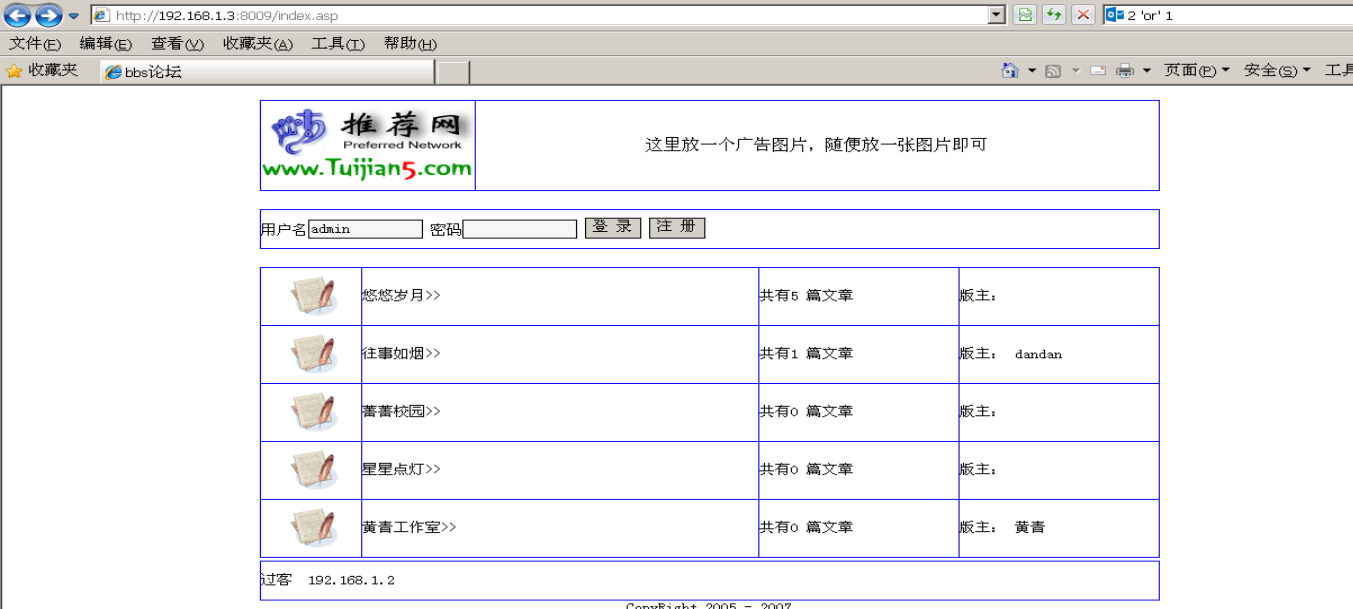 http://192.168.1.3:8009/index.asp 2 'or' 1
文件(F) 编辑(E) 查看(V) 收藏夹(A) 工具(T) 帮助(H)
收藏夹 bbs论坛 页面(P) 安全(S) 工具
推荐网
Preferred Network
www.Tuijian5.com
这里放一个广告图片，随便放一张图片即可
用户名 admin 密码 登 录 注 册
悠悠岁月>> 共有5 篇文章 版主：
往事如烟>> 共有1 篇文章 版主： dandan
菁菁校园>> 共有0 篇文章 版主：
星星点灯>> 共有0 篇文章 版主：
黄青工作室>> 共有0 篇文章 版主： 黄青
过客 192.168.1.2
CopyRight 2005 - 2007